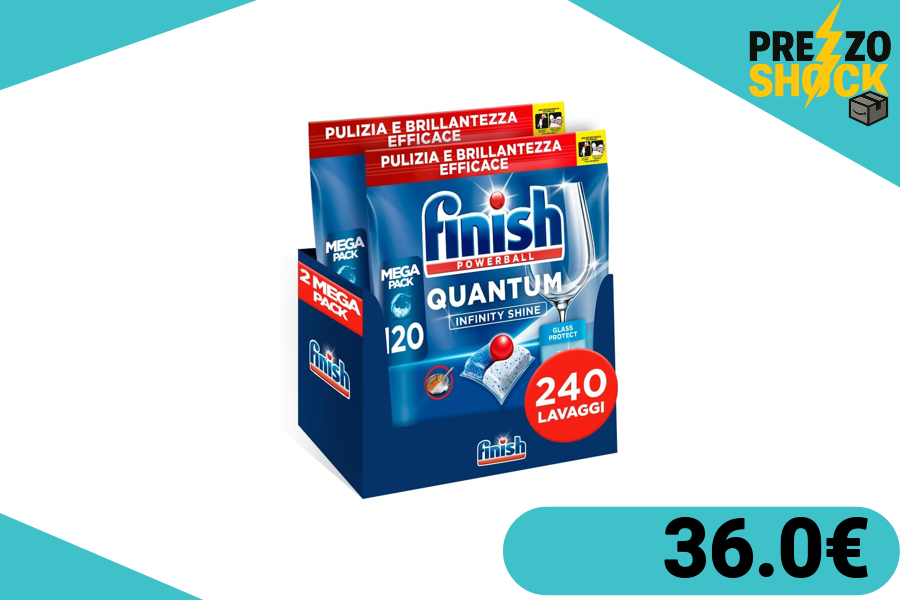 PREZZO
SHOCK
PULIZIA E BRILLANTEZZA
EFFICACE
PULIZIA E BRILLANTEZZA
EFFICACE
MEGA
PACK
finish
POWERBALL
MEGA
PACK
120
QUANTUM
INFINITY SHINE
GLASS
PROTECT
2 MEGA
PACK
finish
240
LAVAGGI
finish
36.0€